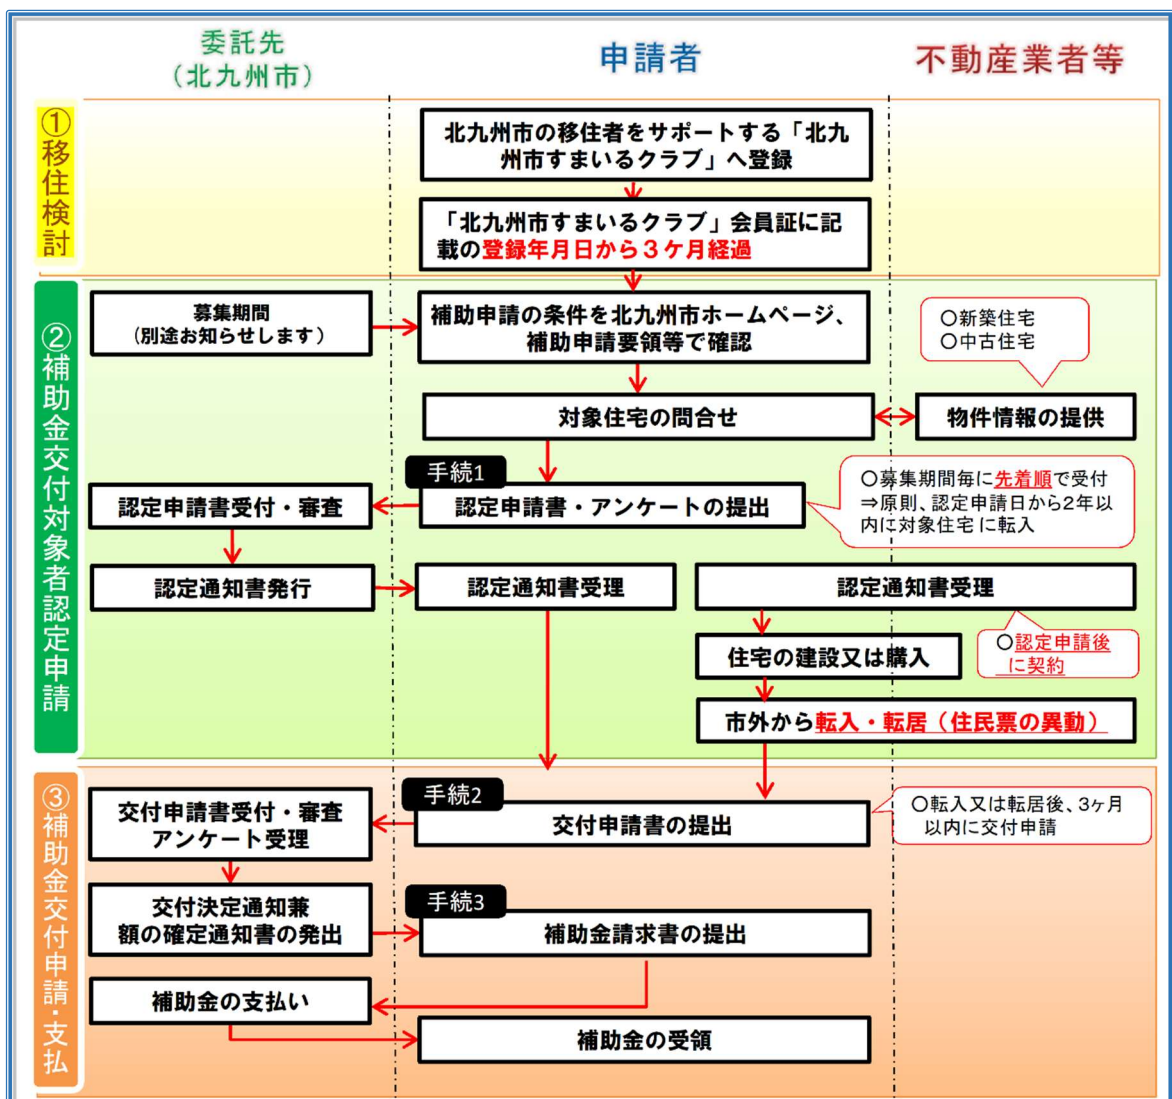 委託先
(北九州市)
申請者
不動産業者等
①移住検討
北九州市の移住者をサポートする「北九
州市すまいるクラブ」へ登録
「北九州市すまいるクラブ」会員証に記
載の登録年月日から3ケ月経過
②補助金交付対象者認定申請
募集期間
(別途お知らせします)
補助申請の条件を北九州市ホームページ、
補助申請要領等で確認
○新築住宅
○中古住宅
対象住宅の問合せ
物件情報の提供
手続1
認定申請書受付・審査
認定申請書・アンケートの提出
○募集期間毎に先着順で受付
⇒原則、認定申請日から2年以
内に対象住宅に転入
認定通知書発行
認定通知書受理
認定通知書受理
住宅の建設又は購入
○認定申請後
に契約
市外から転入・転居(住民票の異動)
③補助金交付申請・支払
手続2
交付申請書受付・審査
アンケート受理
交付申請書の提出
○転入又は転居後、3ヶ月
以内に交付申請
手続3
交付決定通知兼
額の確定通知書の発出
補助金請求書の提出
補助金の支払い
補助金の受領